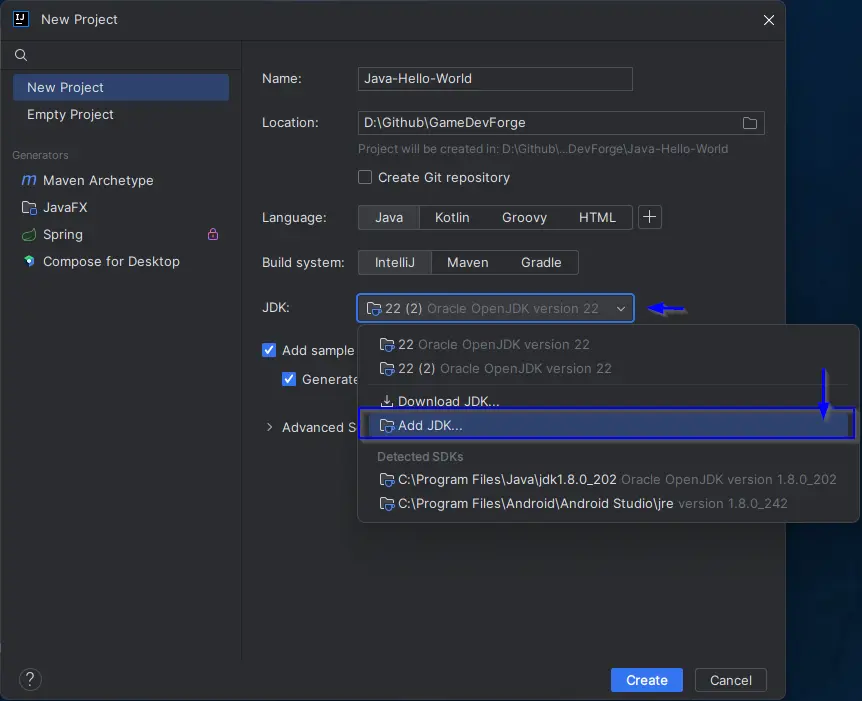 New Project
New Project
Empty Project
Generators
Maven Archetype
JavaFX
Spring
Compose for Desktop
Name: Java-Hello-World
Location: D:\Github\GameDevForge
Project will be created in: D:\Github\...DevForge\Java-Hello-World
Create Git repository
Language: Java Kotlin Groovy HTML
Build system: IntelliJ Maven Gradle
JDK: 22 (2) Oracle OpenJDK version 22
22 Oracle OpenJDK version 22
22 (2) Oracle OpenJDK version 22
Add sample
Generate
Download JDK...
Add JDK...
Advanced S
Detected SDKs
C:\Program Files\Java\jdk1.8.0_202 Oracle OpenJDK version 1.8.0_202
C:\Program Files\Android\Android Studio\jre version 1.8.0_242
? Create Cancel